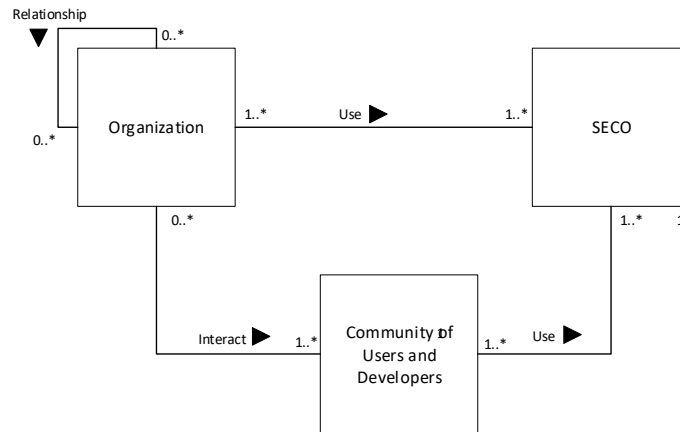 Relationship
0..*
Organization
1..*
Use
1..*
SECO
0..*
0..*
1..*
Interact
1..*
Community of
Users and
Developers
1..*
Use